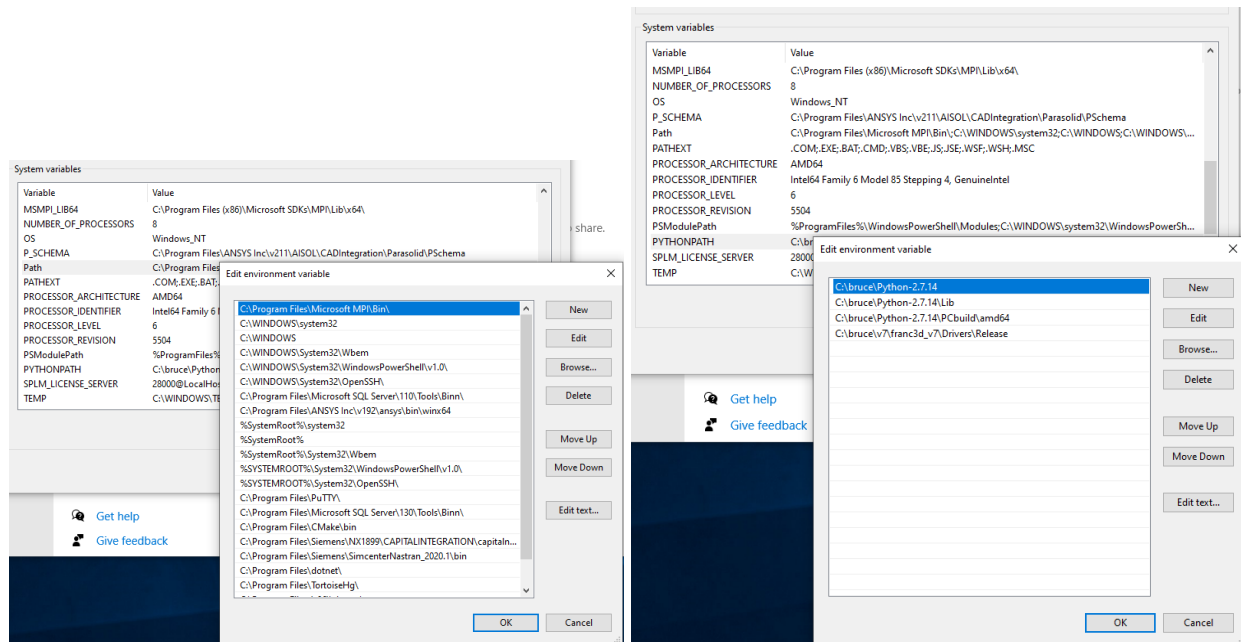 System variables
Variable Value
MSMPI_LIB64 C:\Program Files (x86)\Microsoft SDKs\MPI\Lib\x64\
NUMBER_OF_PROCESSORS 8
OS Windows_NT
P_SCHEMA C:\Program Files\ANSYS Inc\v211\AISOL\CADIntegration\Parasolid\PSchema
Path C:\Program Files
PATHEXT .COM;.EXE;.BAT;
PROCESSOR_ARCHITECTURE AMD64
PROCESSOR_IDENTIFIER Intel64 Family 6
PROCESSOR_LEVEL 6
PROCESSOR_REVISION 5504
PSModulePath %ProgramFiles%
PYTHONPATH C:\bruce\Python
SPLM_LICENSE_SERVER 28000@LocalHos
TEMP C:\WINDOWS\TE
share.
Get help
Give feedback
Edit environment variable
C:\Program Files\Microsoft MPI\Bin\
C:\WINDOWS\system32
C:\WINDOWS
C:\WINDOWS\System32\Wbem
C:\WINDOWS\System32\WindowsPowerShell\v1.0\
C:\WINDOWS\System32\OpenSSH\
C:\Program Files\Microsoft SQL Server\110\Tools\Binn\
C:\Program Files\ANSYS Inc\v192\ansys\bin\winx64
%SystemRoot%\system32
%SystemRoot%
%SystemRoot%\System32\Wbem
%SYSTEMROOT%\System32\WindowsPowerShell\v1.0\
%SYSTEMROOT%\System32\OpenSSH\
C:\Program Files\PuTTY\
C:\Program Files\Microsoft SQL Server\130\Tools\Binn\
C:\Program Files\CMake\bin
C:\Program Files\Siemens\NX1899\CAPITALINTEGRATION\capitaln...
C:\Program Files\Siemens\SimcenterNastran_2020.1\bin
C:\Program Files\dotnet\
C:\Program Files\TortoiseHg\
New
Edit
Browse...
Delete
Move Up
Move Down
Edit text...
OK
Cancel
System variables
Variable Value
MSMPI_LIB64 C:\Program Files (x86)\Microsoft SDKs\MPI\Lib\x64\
NUMBER_OF_PROCESSORS 8
OS Windows_NT
P_SCHEMA C:\Program Files\ANSYS Inc\v211\AISOL\CADIntegration\Parasolid\PSchema
Path C:\Program Files\Microsoft MPI\Bin\;C:\WINDOWS\system32;C:\WINDOWS;C:\WINDOWS\...
PATHEXT .COM;.EXE;.BAT;.CMD;.VBS;.VBE;.JS;.JSE;.WSF;.WSH;.MSC
PROCESSOR_ARCHITECTURE AMD64
PROCESSOR_IDENTIFIER Intel64 Family 6 Model 85 Stepping 4, GenuineIntel
PROCESSOR_LEVEL 6
PROCESSOR_REVISION 5504
PSModulePath %ProgramFiles%\WindowsPowerShell\Modules;C:\WINDOWS\system32\WindowsPowerSh...
PYTHONPATH C:\br
SPLM_LICENSE_SERVER 28000
TEMP C:\W
Get help
Give feedback
Edit environment variable
C:\bruce\Python-2.7.14
C:\bruce\Python-2.7.14\Lib
C:\bruce\Python-2.7.14\PCbuild\amd64
C:\bruce\v7\franc3d_v7\Drivers\Release
New
Edit
Browse...
Delete
Move Up
Move Down
Edit text...
OK
Cancel